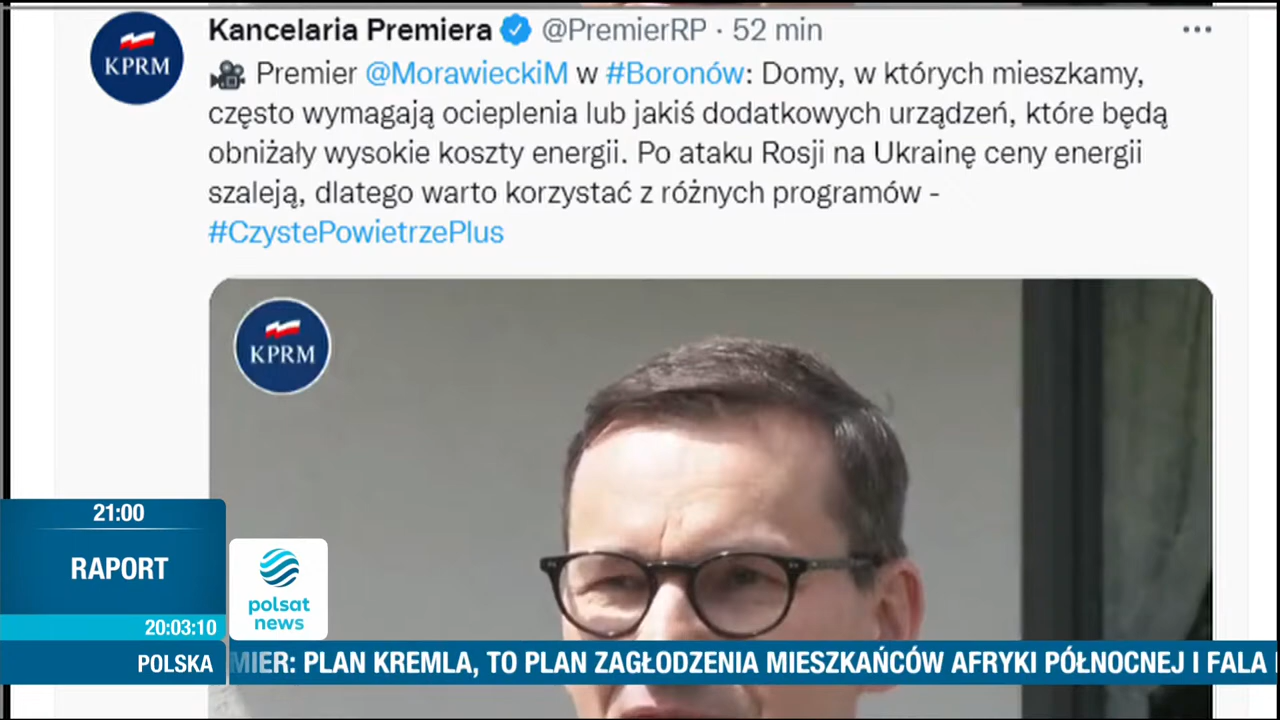 Kancelaria Premiera @PremierRP · 52 min
KPRM
Premier @MorawieckiM w #Boronów: Domy, w których mieszkamy,
często wymagają ocieplenia lub jakiś dodatkowych urządzeń, które będą
obniżały wysokie koszty energii. Po ataku Rosji na Ukrainę ceny energii
szaleją, dlatego warto korzystać z różnych programów -
#CzystePowietrzePlus
KPRM
21:00
RAPORT
polsat
news
20:03:10
POLSKA
MIER: PLAN KREMLA, TO PLAN ZAGŁODZENIA MIESZKAŃCÓW AFRYKI PÓŁNOCNEJ I FALA